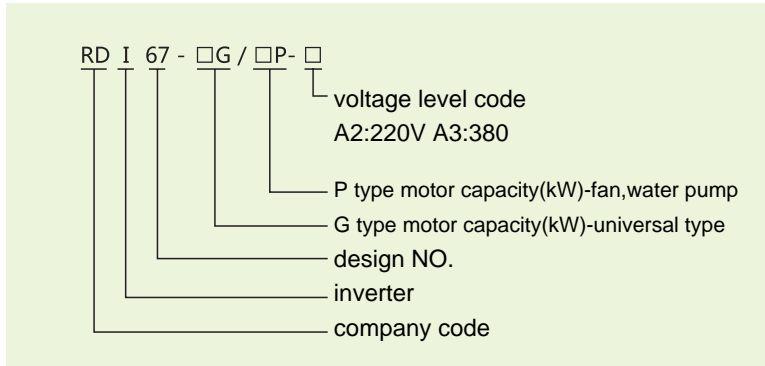 RD I 67 - □G / □P- □
voltage level code
A2:220V A3:380
P type motor capacity(kW)-fan,water pump
G type motor capacity(kW)-universal type
design NO.
inverter
company code